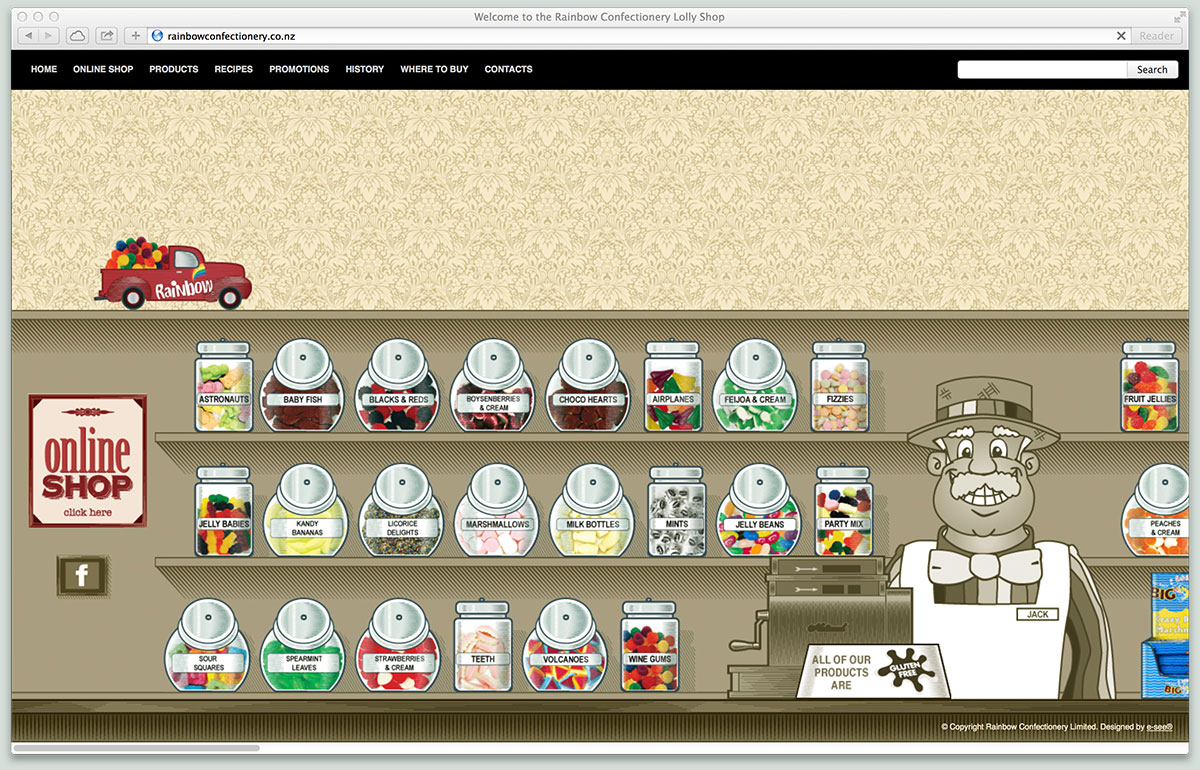 Welcome to the Rainbow Confectionery Lolly Shop
rainbowconfectionery.co.nz
Reader
HOME ONLINE SHOP PRODUCTS RECIPES PROMOTIONS HISTORY WHERE TO BUY CONTACTS
Search
RaiNboW
ASTRONAUTS
BABY FISH
BLACKS & REDS
BOYSENBERRIES
& CREAM
CHOCO HEARTS
AIRPLANES
FEIJOA & CREAM
FIZZIES
FRUIT JELLIES
online
SHOP
click here
JELLY BABIES
KANDY
BANANAS
LICORICE
DELIGHTS
MARSHMALLOWS
MILK BOTTLES
MINTS
JELLY BEANS
PARTY MIX
PEACHES
& CREAM
f
SOUR
SQUARES
SPEARMINT
LEAVES
STRAWBERRIES
& CREAM
TEETH
VOLCANOES
WINE GUMS
JACK
ALL OF OUR
PRODUCTS
ARE
GLUTEN
FREE
BIG
BIG
© Copyright Rainbow Confectionery Limited. Designed by e-see®